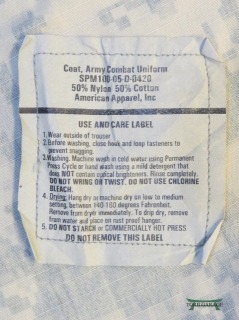 Coat, Army Combat Uniform
SPM100-05-D-0420
50% Nylon 50% Cotton
American Apparel, Inc
USE AND CARE LABEL
1. Wear outside of trouser
2. Before washing, close hook and loop fasteners to
prevent snagging.
3. Washing. Machine wash in cold water using Permanent
Press Cycle or hand wash using a mild detergent that
does NOT contain optical brighteners. Rinse completely.
DO NOT WRING OR TWIST. DO NOT USE CHLORINE
BLEACH.
4. Drying: Hang dry or machine dry on low to medium
setting, between 140-160 degrees Fahrenheit.
Remove from dryer immediately. To drip dry, remove
from water and place on rust proof hanger.
5. DO NOT STARCH or COMMERCIALLY HOT PRESS
DO NOT REMOVE THIS LABEL